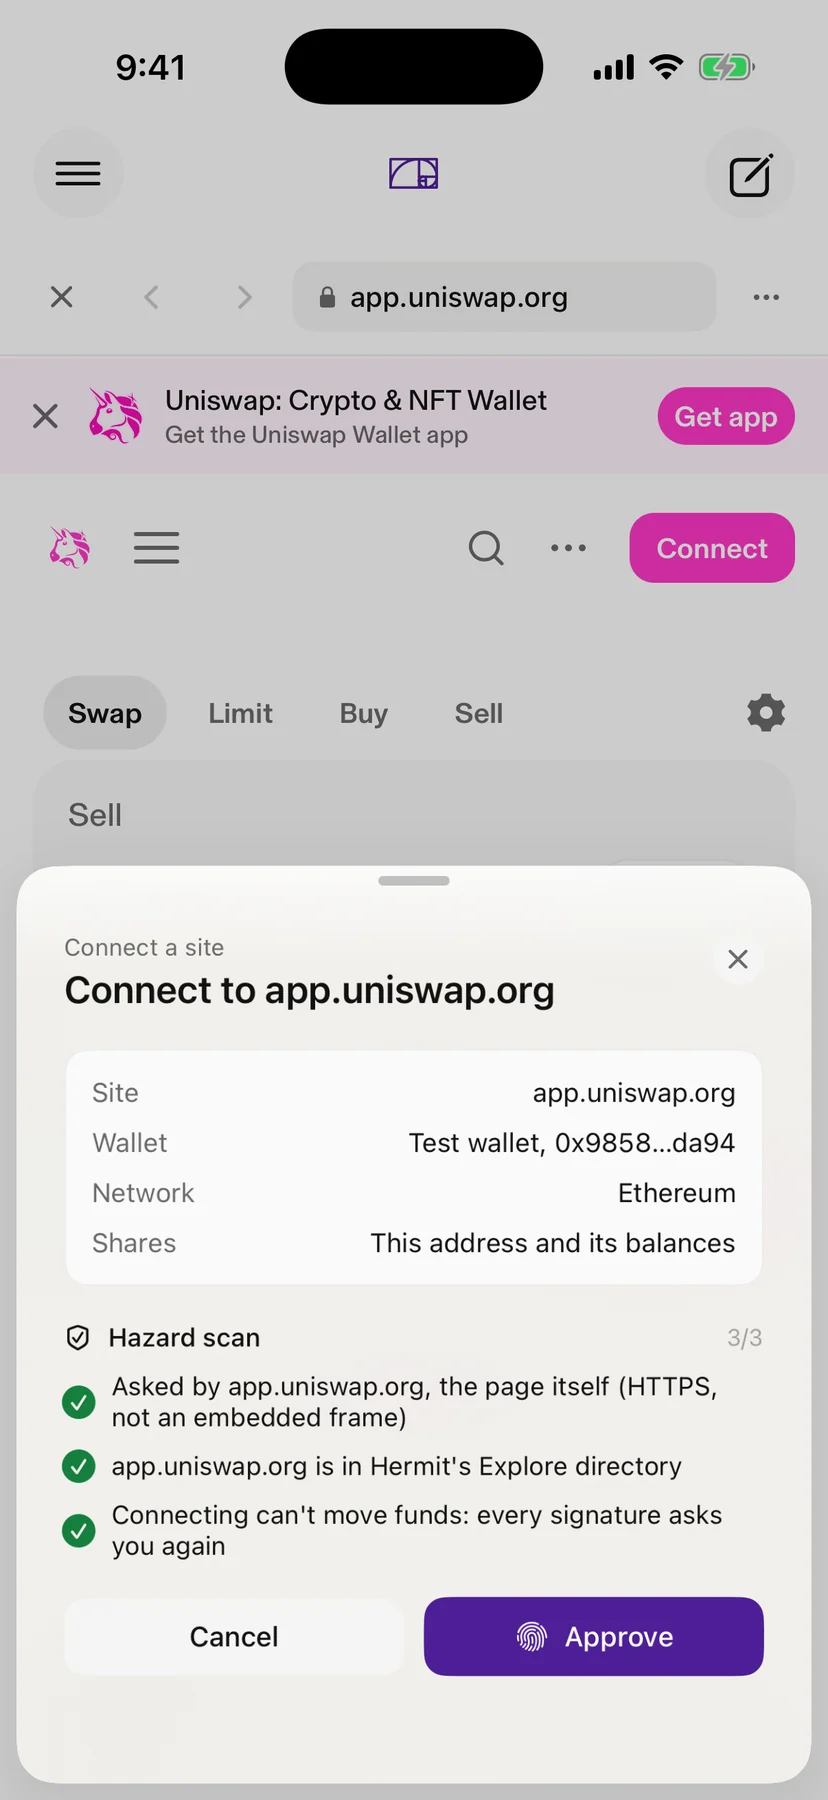 9:41
app.uniswap.org
Uniswap: Crypto & NFT Wallet
Get the Uniswap Wallet app
Get app
Connect
Swap
Limit
Buy
Sell
Sell
Connect a site
Connect to app.uniswap.org
Site
app.uniswap.org
Wallet
Test wallet, 0x9858...da94
Network
Ethereum
Shares
This address and its balances
Hazard scan
3/3
Asked by app.uniswap.org, the page itself (HTTPS,
not an embedded frame)
app.uniswap.org is in Hermit's Explore directory
Connecting can't move funds: every signature asks
you again
Cancel
Approve